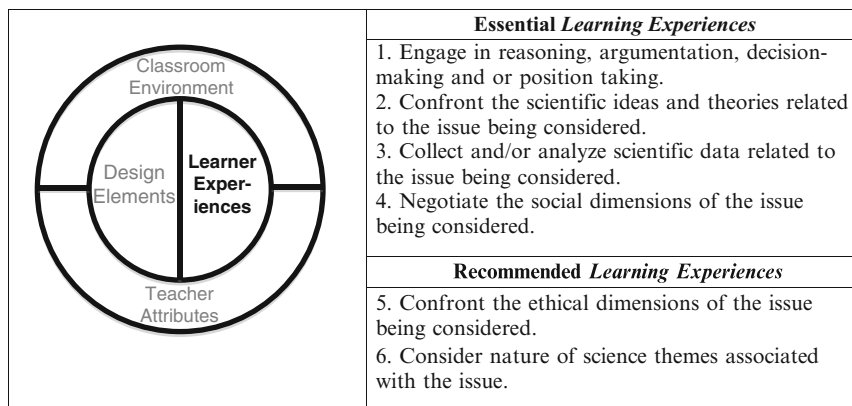 Classroom
Environment
Design
Elements
Learner
Exper-
iences
Teacher
Attributes
Essential Learning Experiences
1. Engage in reasoning, argumentation, decision-
making and or position taking.
2. Confront the scientific ideas and theories related
to the issue being considered.
3. Collect and/or analyze scientific data related to
the issue being considered.
4. Negotiate the social dimensions of the issue
being considered.
Recommended Learning Experiences
5. Confront the ethical dimensions of the issue
being considered.
6. Consider nature of science themes associated
with the issue.